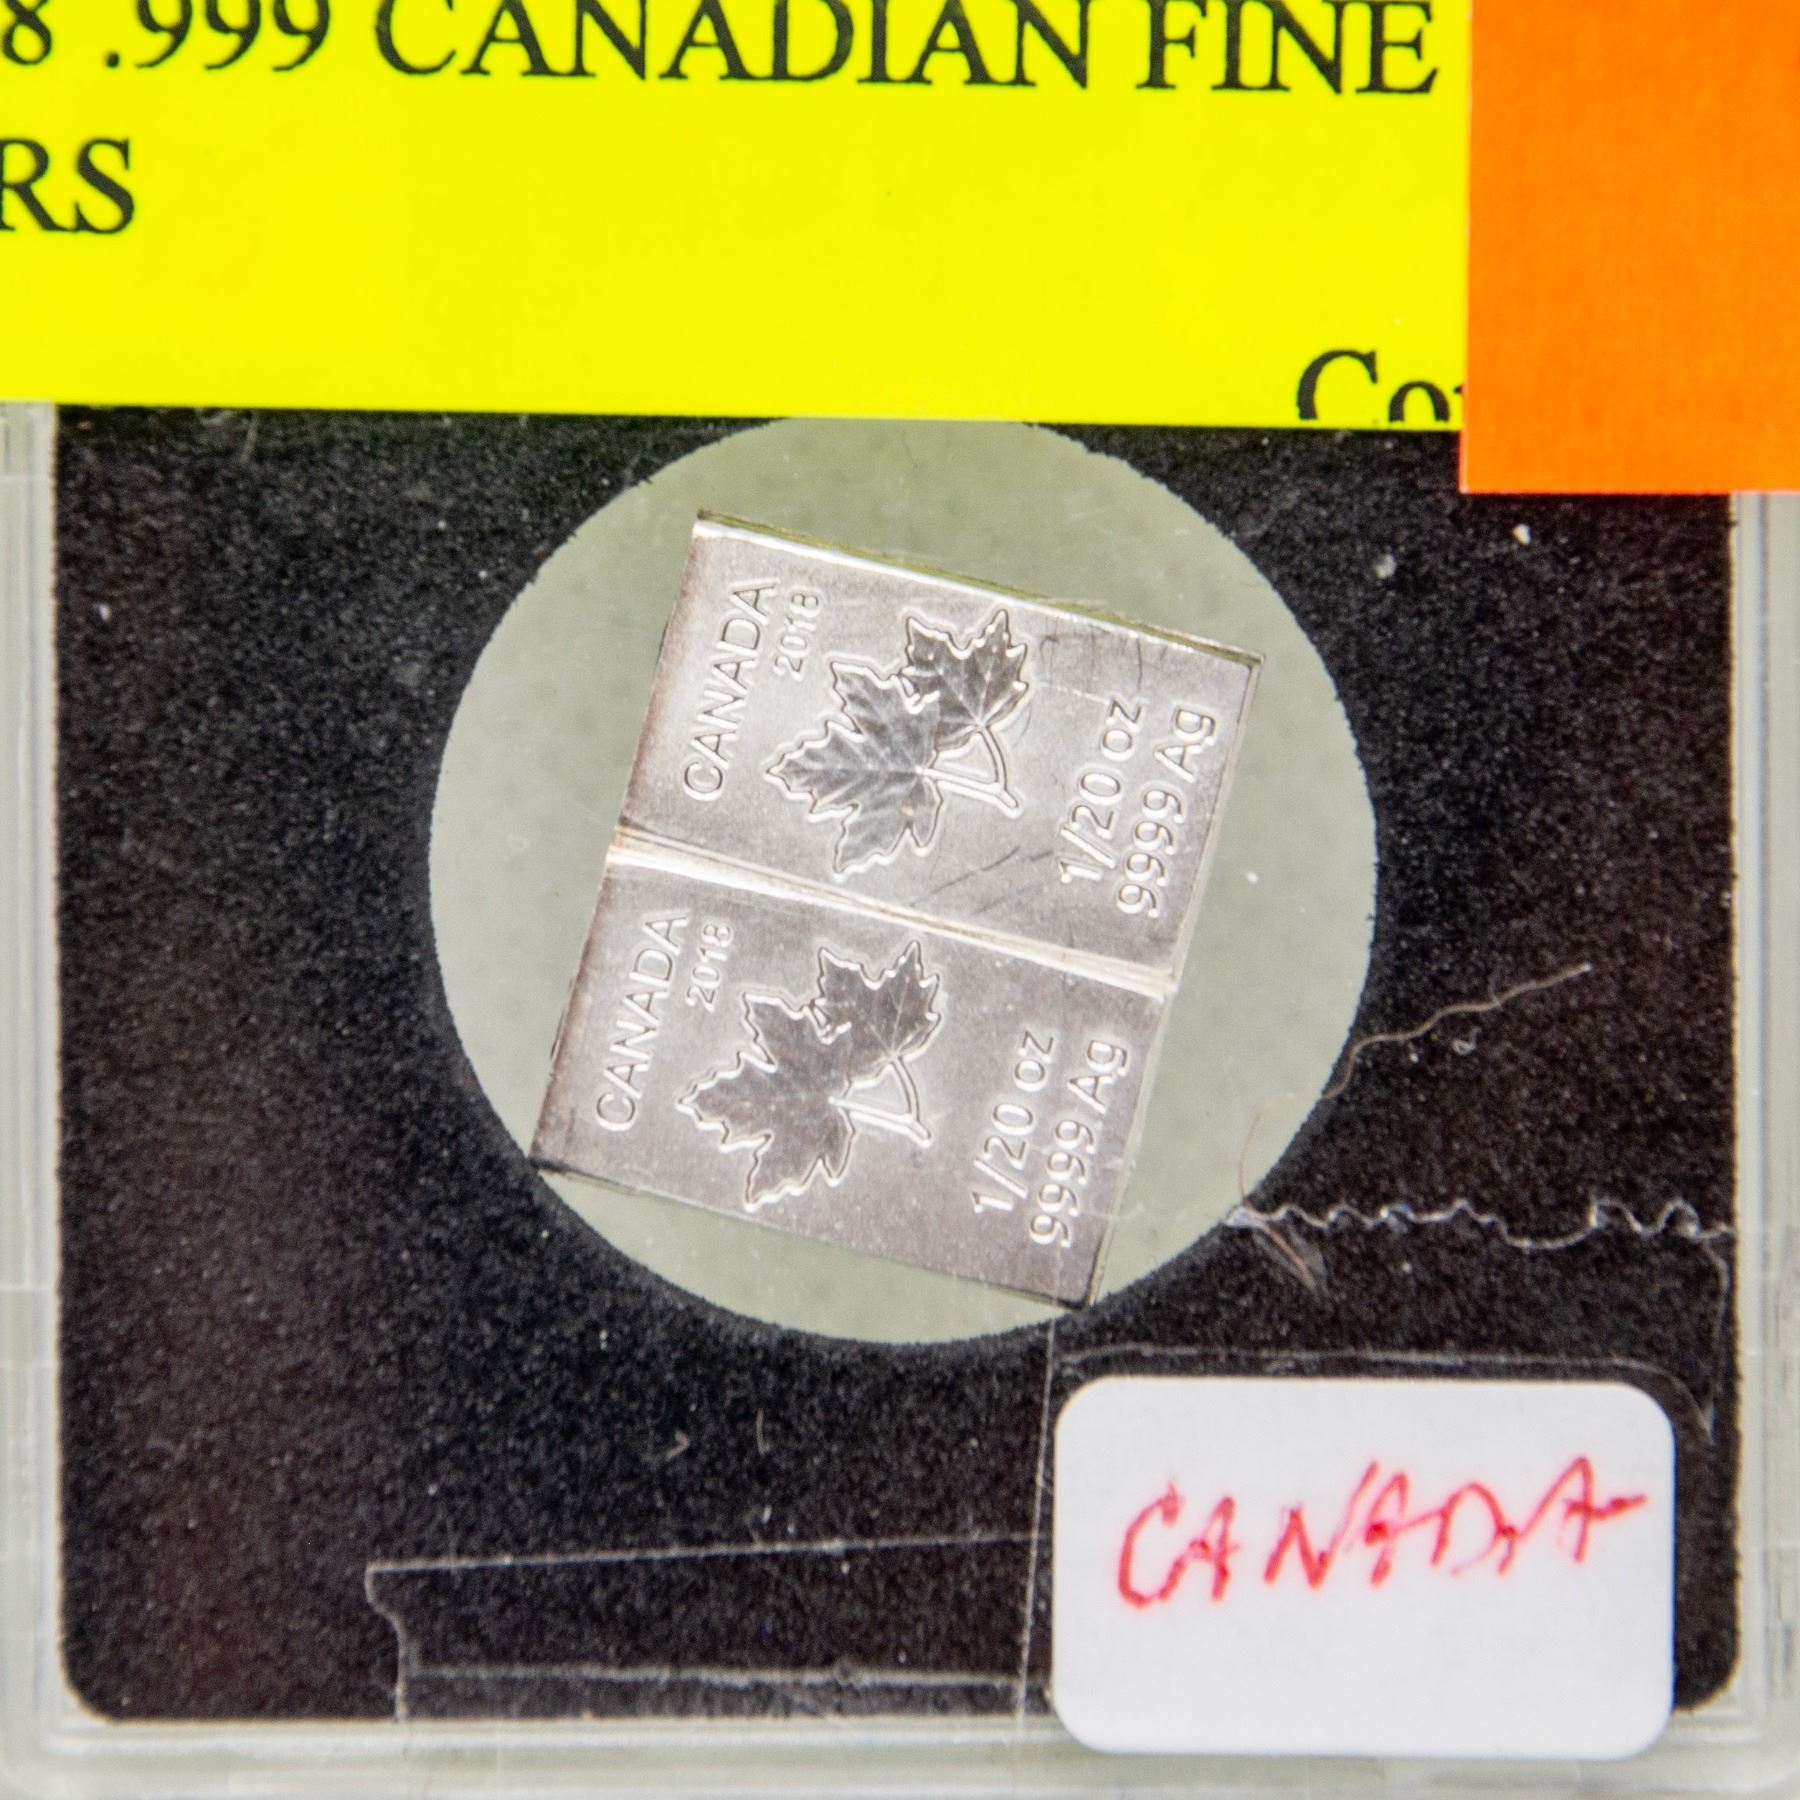 8 .999 CANADIAN FINE
RS
CANADA
2018
1/20 oz
9999 Ag
CANADA
2018
1/20 oz
9999 Ag
CANADA